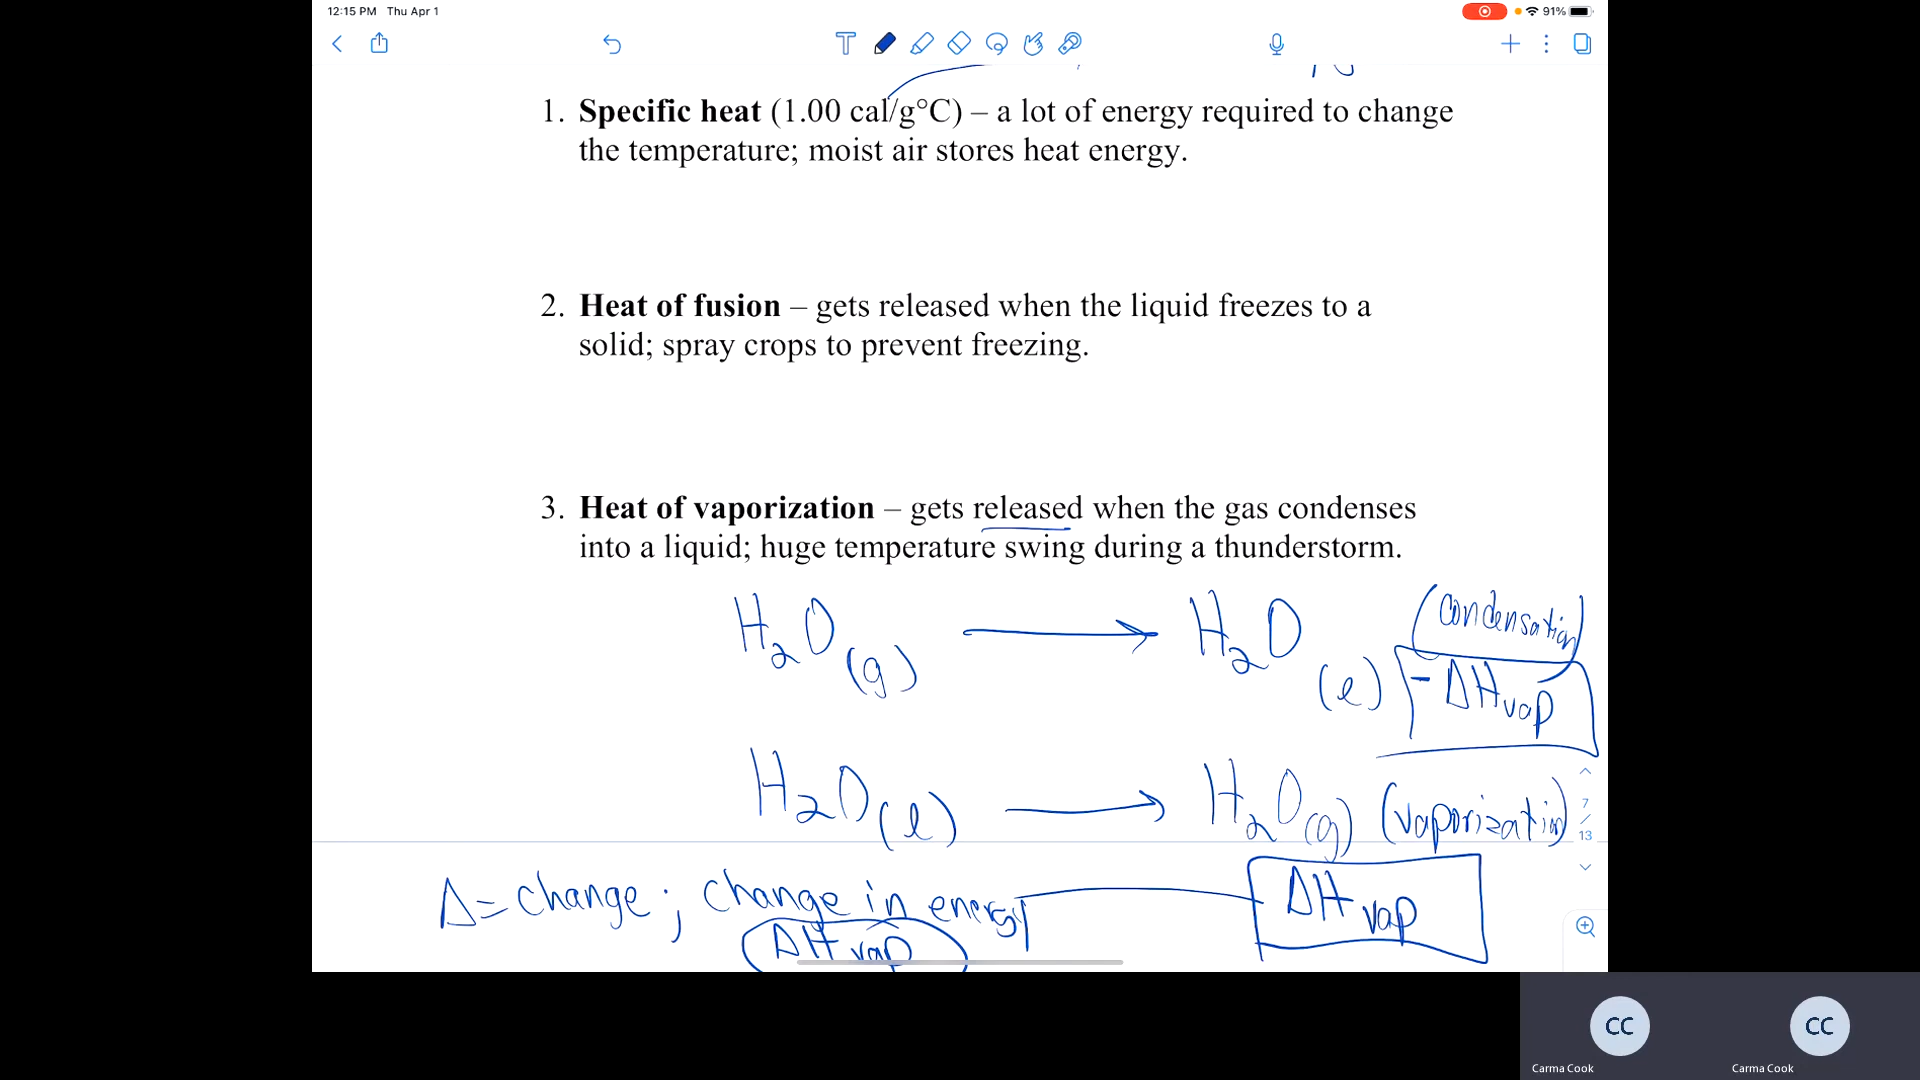 12:15 PM Thu Apr 1
91%
1. Specific heat (1.00 cal/g°C) – a lot of energy required to change
the temperature; moist air stores heat energy.
2. Heat of fusion – gets released when the liquid freezes to a
solid; spray crops to prevent freezing.
3. Heat of vaporization – gets released when the gas condenses
into a liquid; huge temperature swing during a thunderstorm.
H₂O(g) → H₂O(l) (condensation)
-ΔHvap
H₂O(l) → H₂O(g) (vaporization)
7
/
13
Δ = change ; change in energy ΔHvap
ΔHvap
CC CC
Carma Cook Carma Cook